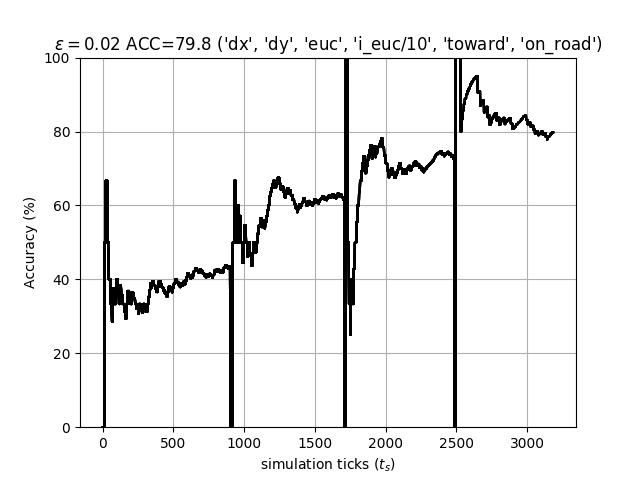 ε = 0.02 ACC=79.8 ('dx', 'dy', 'euc', 'i_euc/10', 'toward', 'on_road')
100
80
60
40
20
0
Accuracy (%)
0 500 1000 1500 2000 2500 3000
simulation ticks (tₛ)